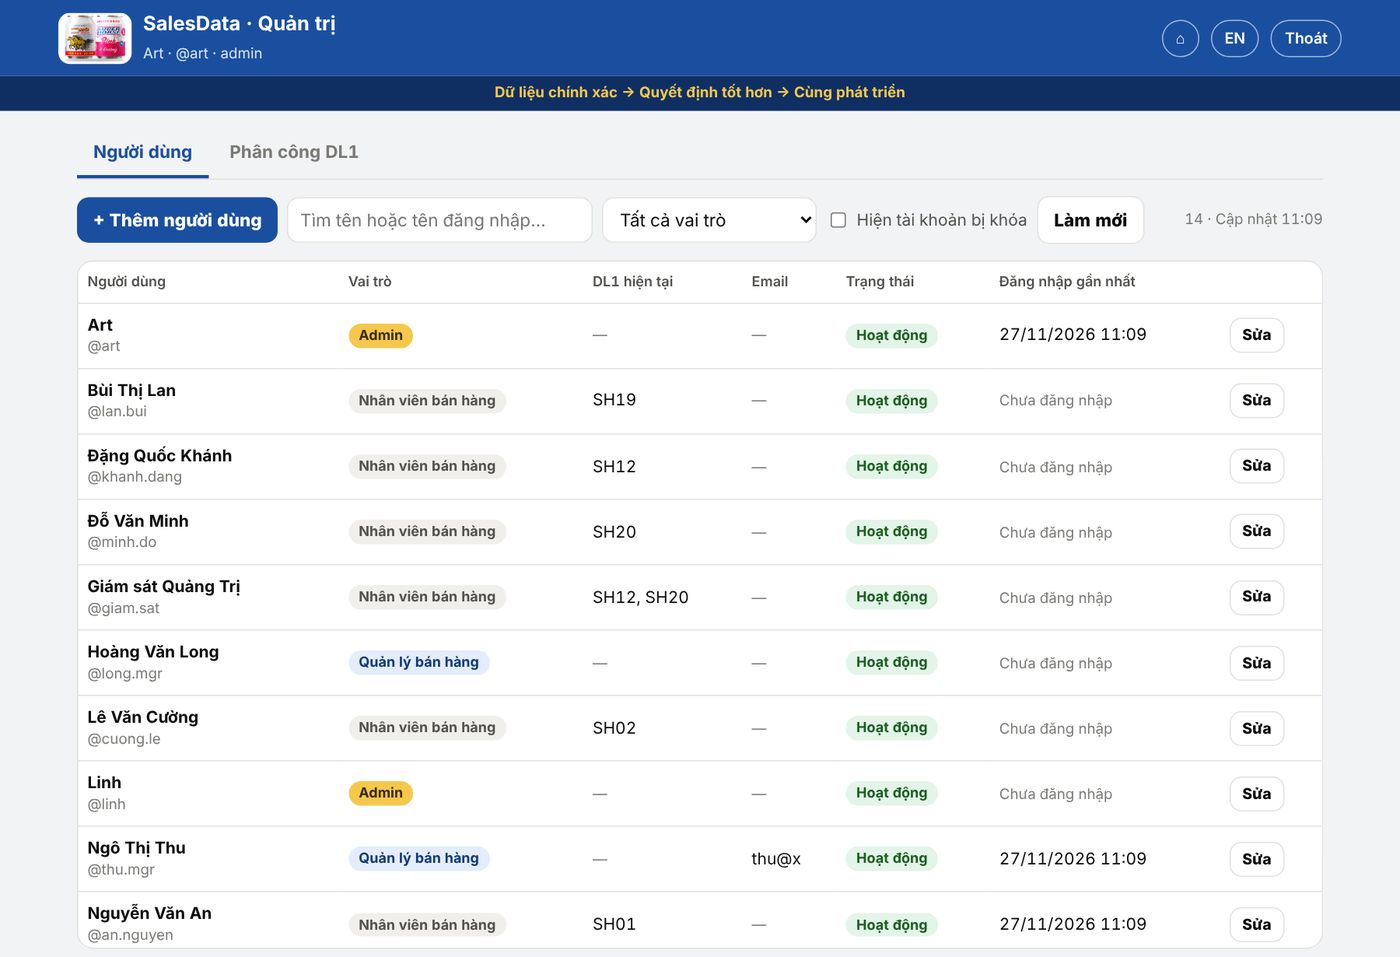 SalesData · Quản trị
Art · @art · admin
⌂ EN Thoát
Dữ liệu chính xác → Quyết định tốt hơn → Cùng phát triển
Người dùng Phân công DL1
+ Thêm người dùng Tìm tên hoặc tên đăng nhập... Tất cả vai trò Hiện tài khoản bị khóa Làm mới 14 · Cập nhật 11:09
Người dùng Vai trò DL1 hiện tại Email Trạng thái Đăng nhập gần nhất
Art
@art
Admin — — Hoạt động 27/11/2026 11:09 Sửa
Bùi Thị Lan
@lan.bui
Nhân viên bán hàng SH19 — Hoạt động Chưa đăng nhập Sửa
Đặng Quốc Khánh
@khanh.dang
Nhân viên bán hàng SH12 — Hoạt động Chưa đăng nhập Sửa
Đỗ Văn Minh
@minh.do
Nhân viên bán hàng SH20 — Hoạt động Chưa đăng nhập Sửa
Giám sát Quảng Trị
@giam.sat
Nhân viên bán hàng SH12, SH20 — Hoạt động Chưa đăng nhập Sửa
Hoàng Văn Long
@long.mgr
Quản lý bán hàng — — Hoạt động Chưa đăng nhập Sửa
Lê Văn Cường
@cuong.le
Nhân viên bán hàng SH02 — Hoạt động Chưa đăng nhập Sửa
Linh
@linh
Admin — — Hoạt động Chưa đăng nhập Sửa
Ngô Thị Thu
@thu.mgr
Quản lý bán hàng — thu@x Hoạt động 27/11/2026 11:09 Sửa
Nguyễn Văn An
@an.nguyen
Nhân viên bán hàng SH01 — Hoạt động 27/11/2026 11:09 Sửa